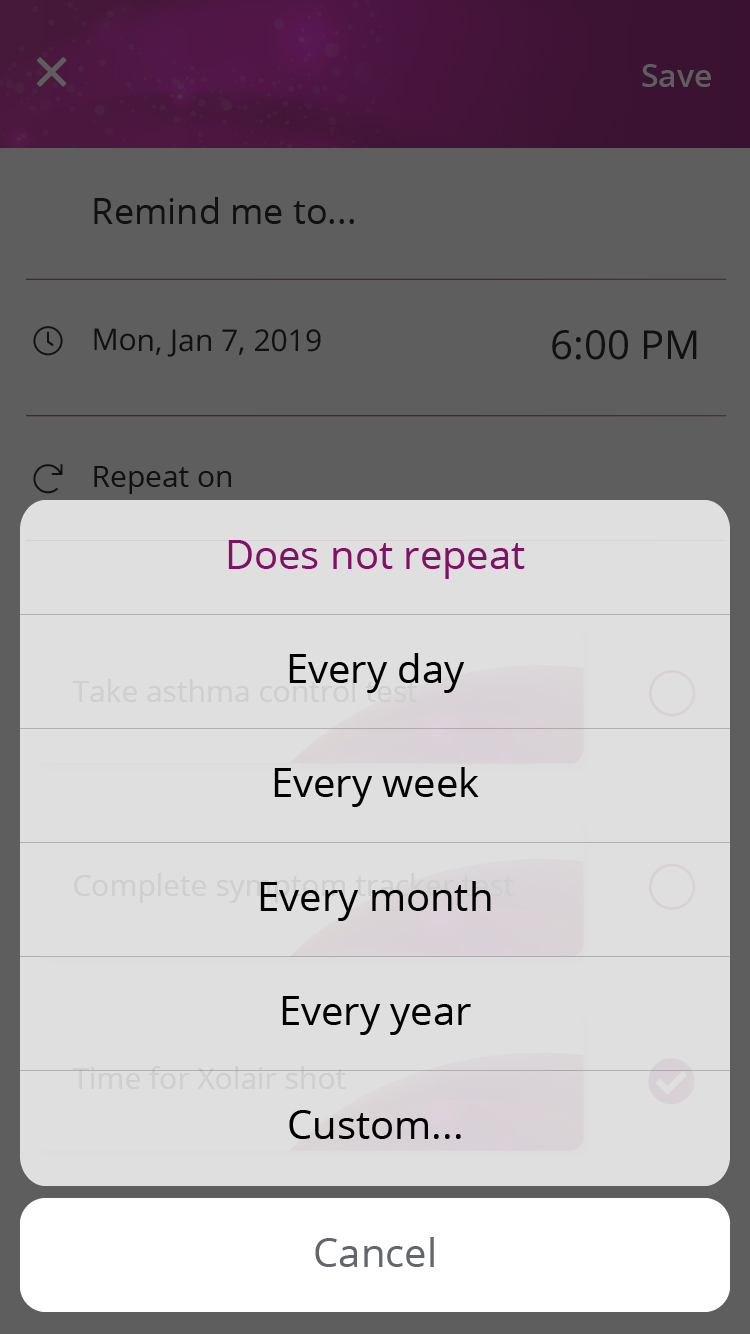 Save
Remind me to...
Mon, Jan 7, 2019
6:00 PM
Repeat on
Does not repeat
Every day
Take asthma control test
Every week
Complete symptom tracker test
Every month
Every year
Time for Xolair shot
Custom...
Cancel